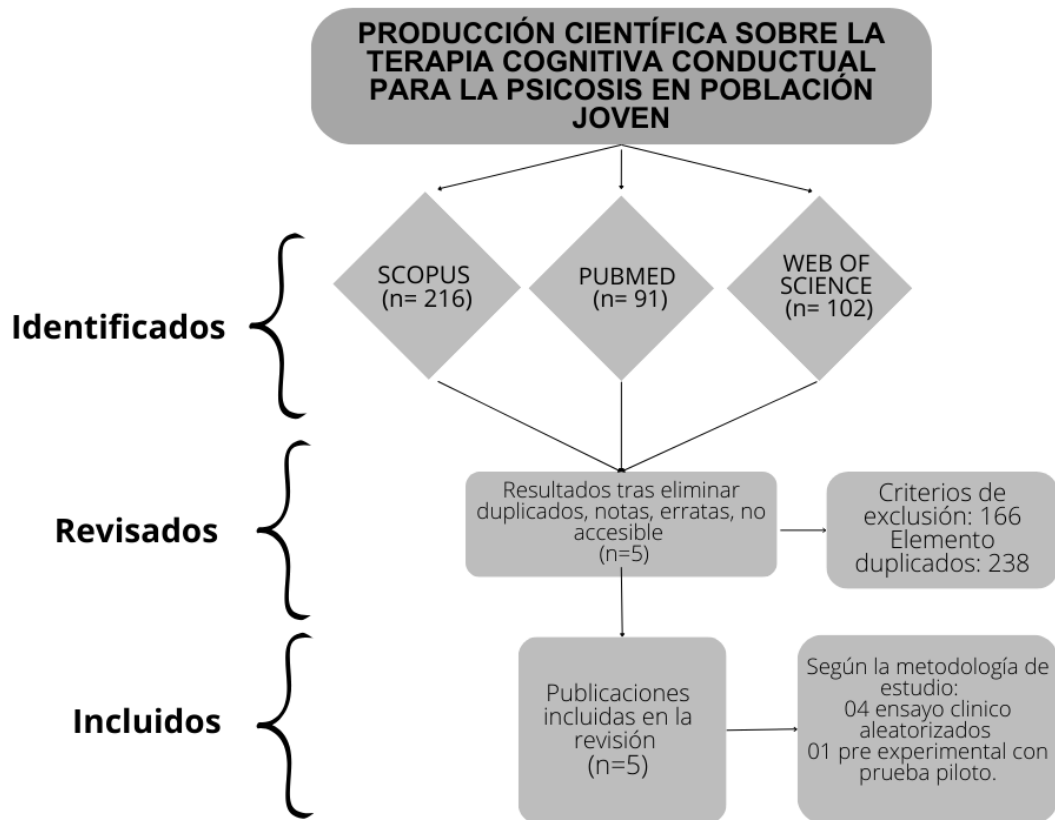 PRODUCCIÓN CIENTÍFICA SOBRE LA
TERAPIA COGNITIVA CONDUCTUAL
PARA LA PSICOSIS EN POBLACIÓN
JOVEN
Identificados
SCOPUS
(n= 216)
PUBMED
(n= 91)
WEB OF
SCIENCE
(n= 102)
Revisados
Resultados tras eliminar
duplicados, notas, erratas, no
accesible
(n=5)
Criterios de
exclusión: 166
Elemento
duplicados: 238
Incluidos
Publicaciones
incluidas en la
revisión
(n=5)
Según la metodología de
estudio:
04 ensayo clinico
aleatorizados
01 pre experimental con
prueba piloto.